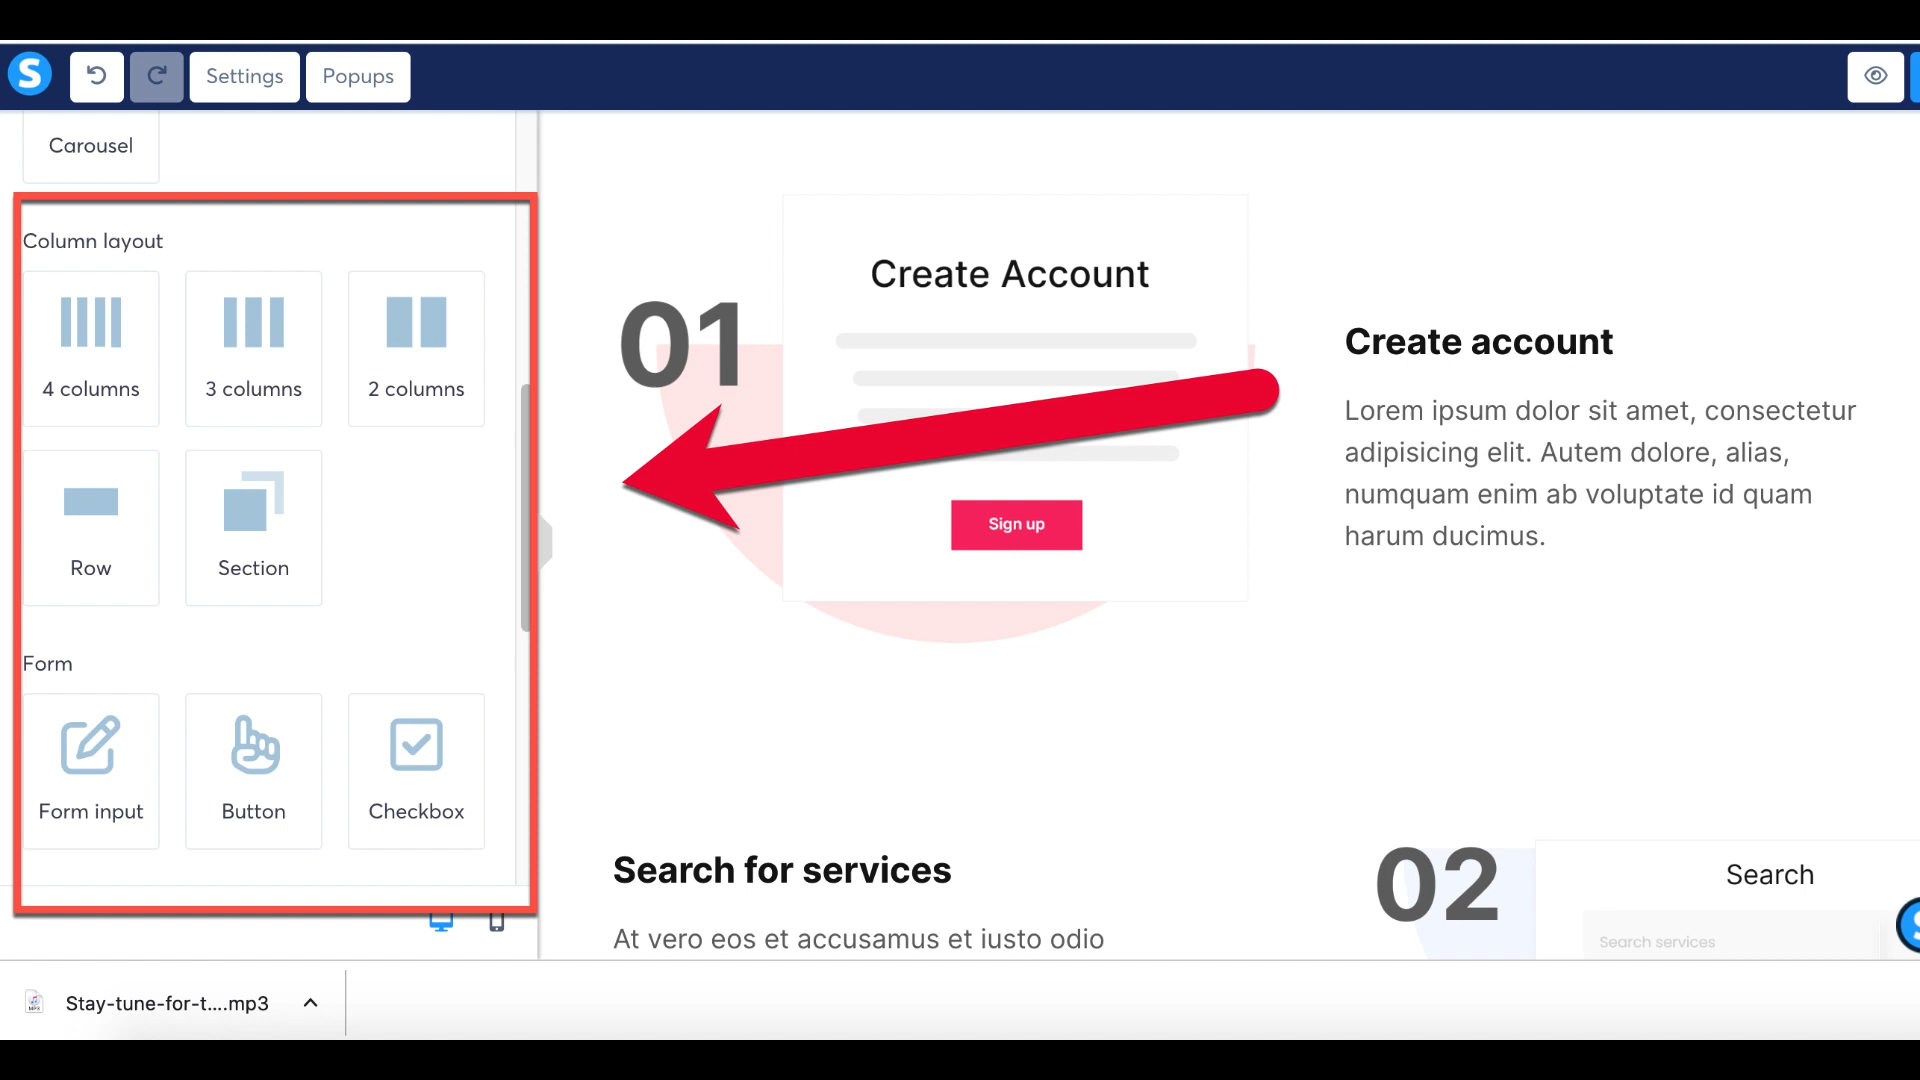 S
Settings
Popups
Carousel
Column layout
4 columns
3 columns
2 columns
Row
Section
Form
Form input
Button
Checkbox
01
Create Account
Sign up
Create account
Lorem ipsum dolor sit amet, consectetur
adipisicing elit. Autem dolore, alias,
numquam enim ab voluptate id quam
harum ducimus.
Search for services
At vero eos et accusamus et iusto odio
02
Search
Search services
Stay-tune-for-t....mp3